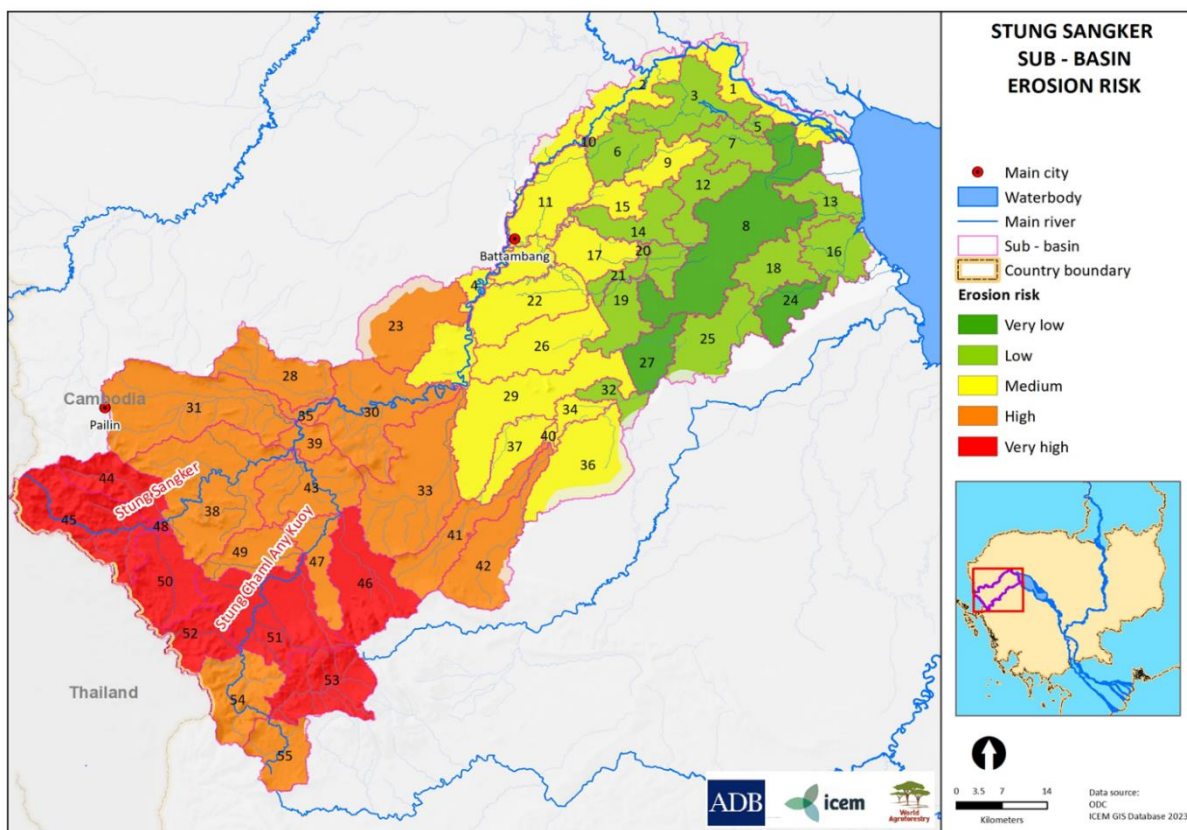 STUNG SANGKER
SUB - BASIN
EROSION RISK
Main city
Waterbody
Main river
Sub - basin
Country boundary
Erosion risk
Very low
Low
Medium
High
Very high
1
2
3
5
10
6
7
9
12
11
15
13
14
8
Battambang
17
20
16
18
21
4
22
19
24
23
26
25
27
28
Cambodia
31
Pailin
35
30
29
32
34
39
37
40
36
44
Stung Sangker
43
33
38
45
48
41
49
Stung Chaml Any Kuoy
47
46
42
50
52
51
53
Thailand
54
55
ADB
icem
World
Agroforestry
0 3.5 7 14
Kilometers
Data source:
ODC
ICEM GIS Database 2023